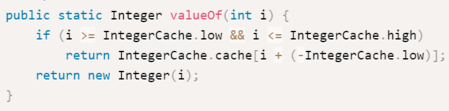 public static Integer valueOf(int i) {
    if (i >= IntegerCache.low && i <= IntegerCache.high)
        return IntegerCache.cache[i + (-IntegerCache.low)];
    return new Integer(i);
}